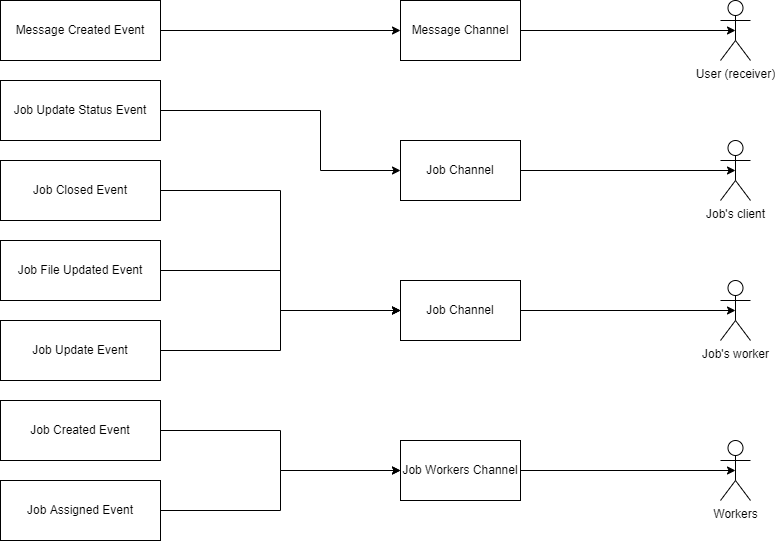 Message Created Event
Message Channel
User (receiver)
Job Update Status Event
Job Channel
Job's client
Job Closed Event
Job File Updated Event
Job Channel
Job's worker
Job Update Event
Job Created Event
Job Workers Channel
Workers
Job Assigned Event